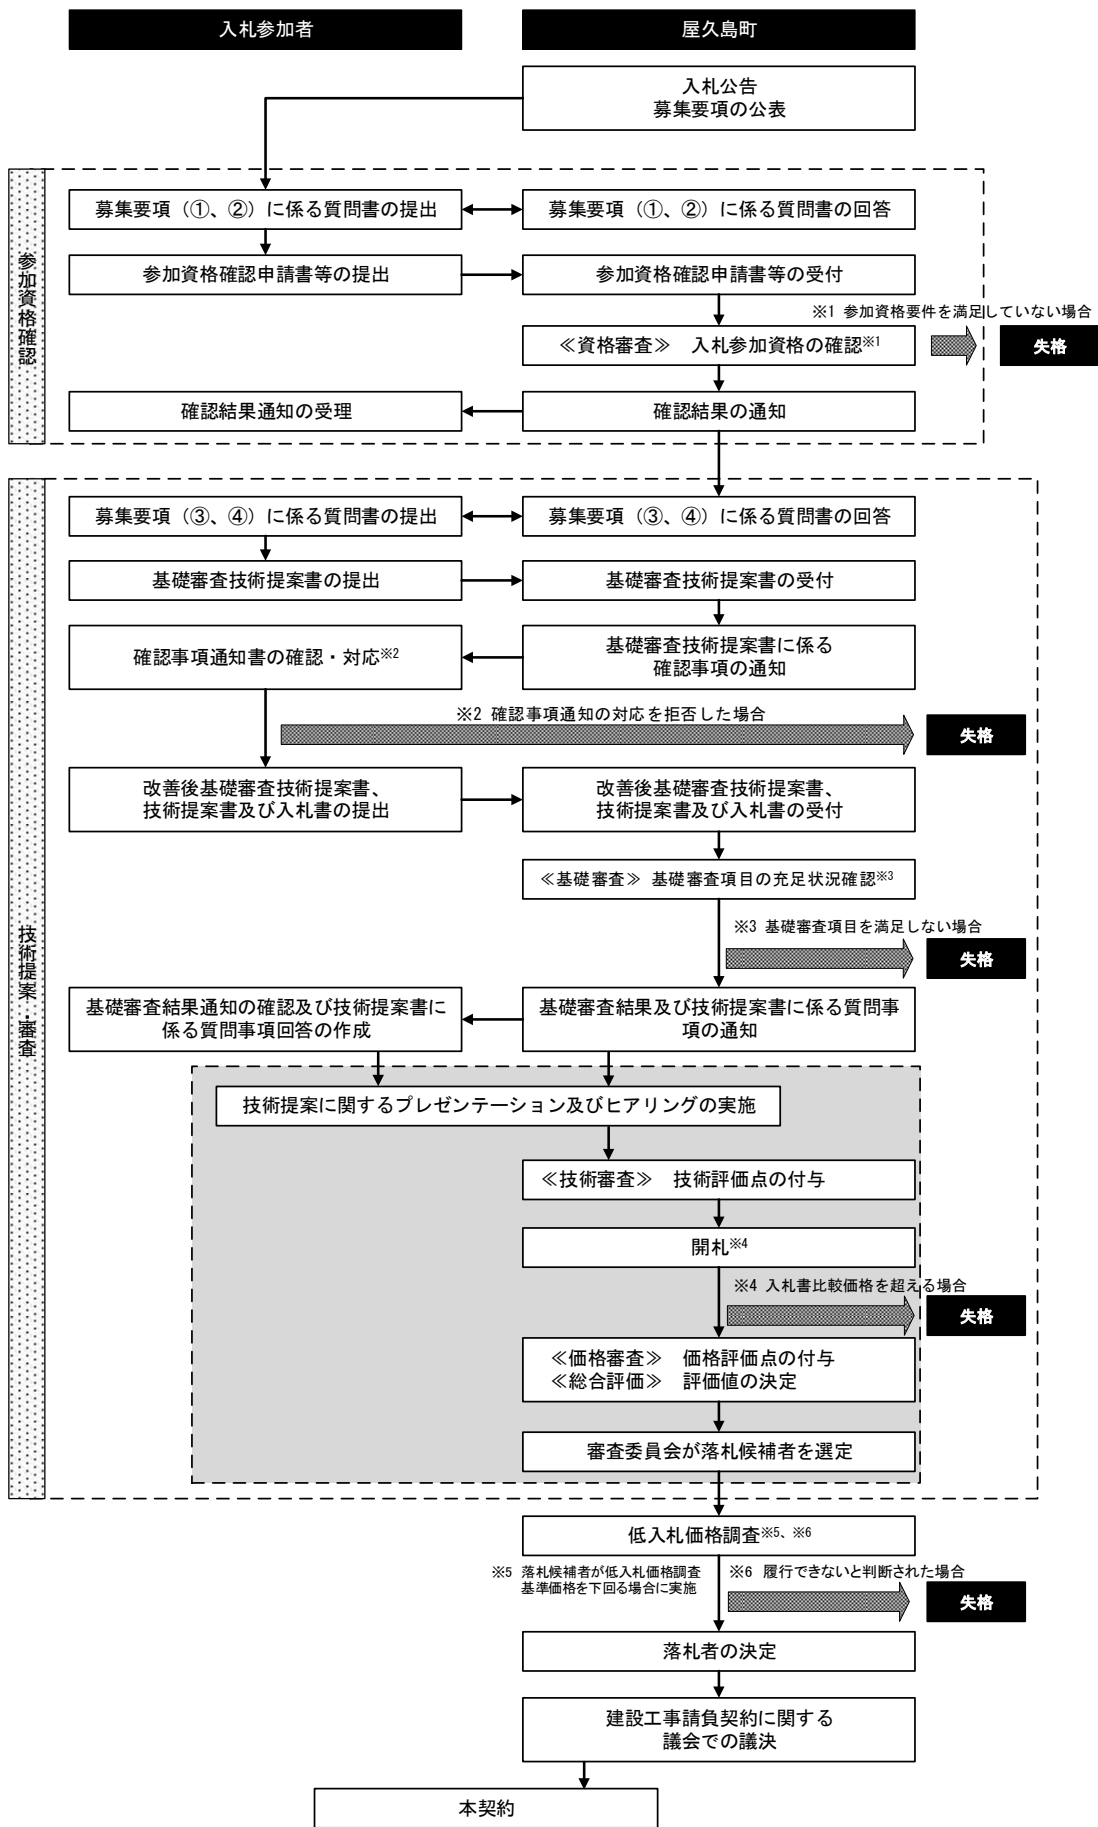 入札参加者
屋久島町
入札公告
募集要項の公表
参加資格確認
募集要項（①、②）に係る質問書の提出
募集要項（①、②）に係る質問書の回答
参加資格確認申請書等の提出
参加資格確認申請書等の受付
※1 参加資格要件を満足していない場合
≪資格審査≫　入札参加資格の確認※1
失格
確認結果通知の受理
確認結果の通知
技術提案・審査
募集要項（③、④）に係る質問書の提出
募集要項（③、④）に係る質問書の回答
基礎審査技術提案書の提出
基礎審査技術提案書の受付
確認事項通知書の確認・対応※2
基礎審査技術提案書に係る
確認事項の通知
※2 確認事項通知の対応を拒否した場合
失格
改善後基礎審査技術提案書、
技術提案書及び入札書の提出
改善後基礎審査技術提案書、
技術提案書及び入札書の受付
≪基礎審査≫ 基礎審査項目の充足状況確認※3
※3 基礎審査項目を満足しない場合
失格
基礎審査結果通知の確認及び技術提案書に
係る質問事項回答の作成
基礎審査結果及び技術提案書に係る質問事
項の通知
技術提案に関するプレゼンテーション及びヒアリングの実施
≪技術審査≫　技術評価点の付与
開札※4
※4 入札書比較価格を超える場合
失格
≪価格審査≫　価格評価点の付与
≪総合評価≫　評価値の決定
審査委員会が落札候補者を選定
低入札価格調査※5、※6
※5 落札候補者が低入札価格調査
基準価格を下回る場合に実施
※6 履行できないと判断された場合
失格
落札者の決定
建設工事請負契約に関する
議会での議決
本契約